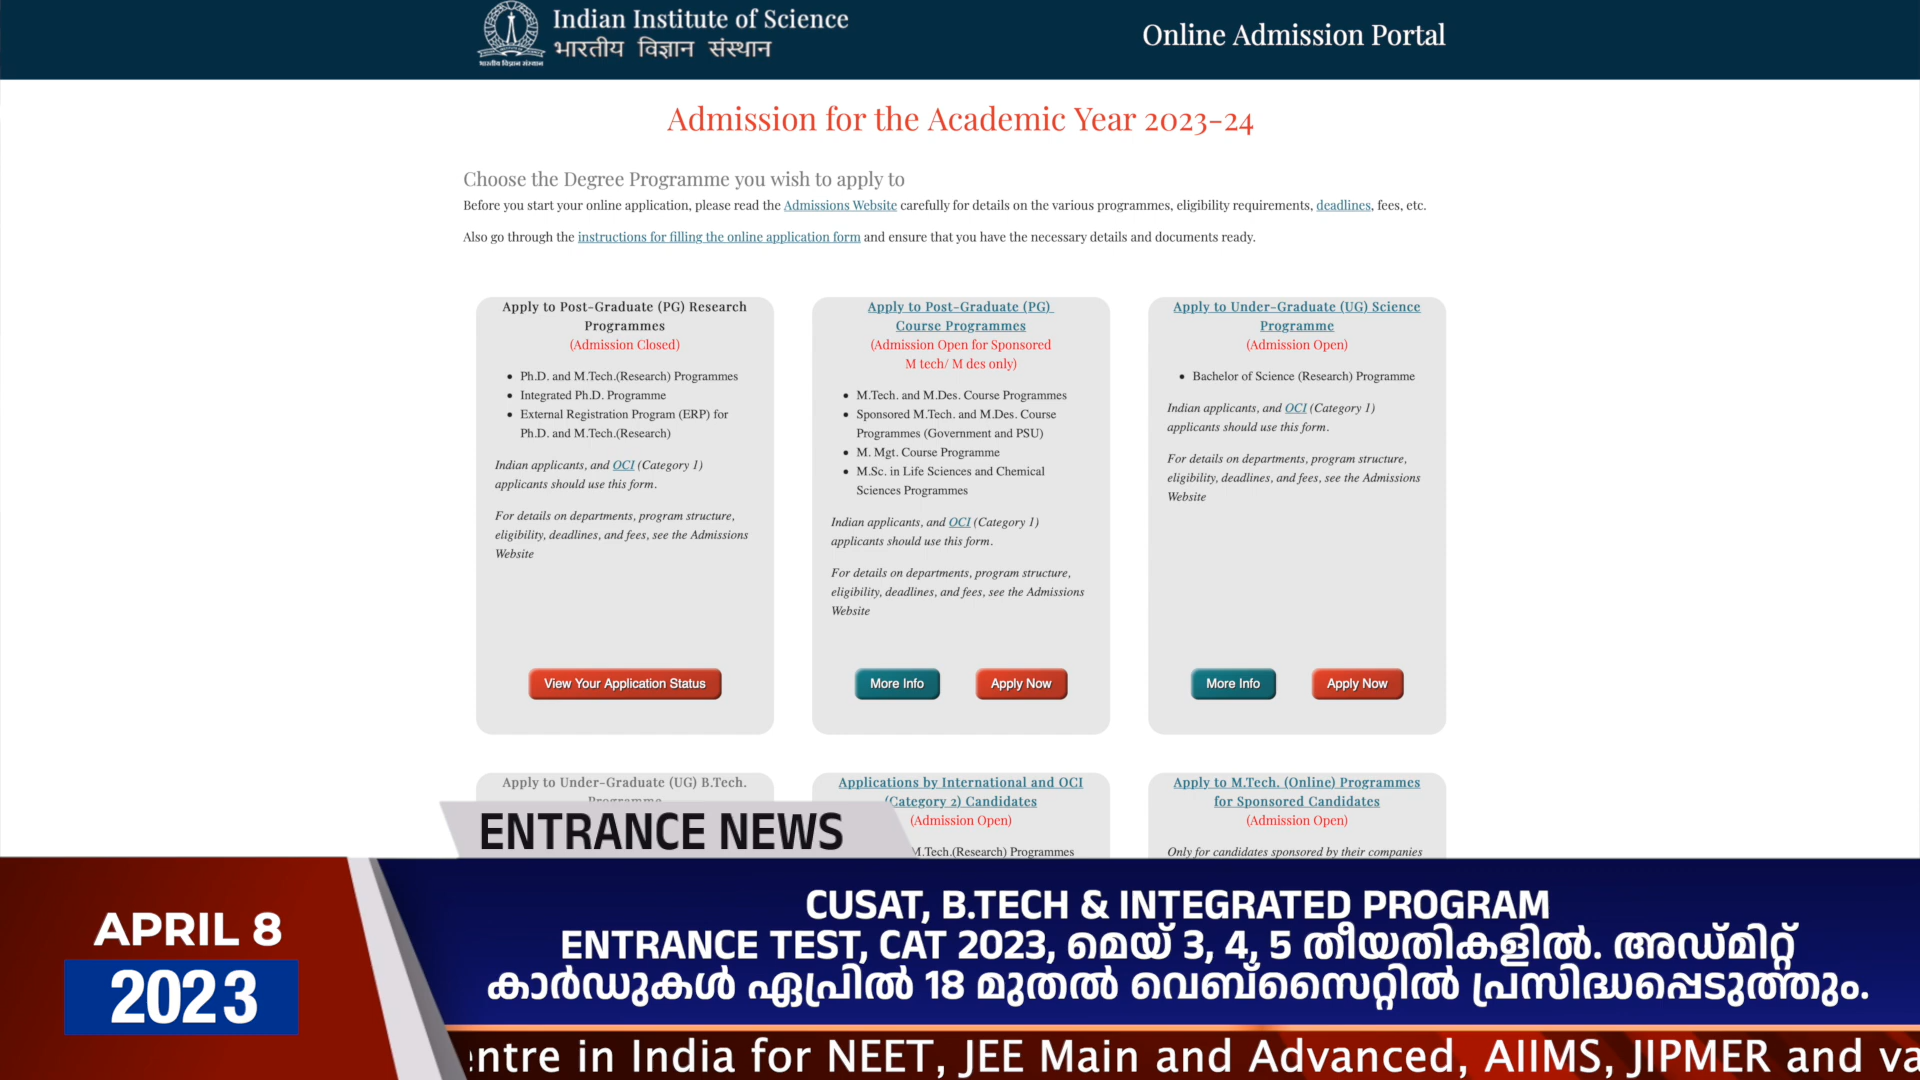 Indian Institute of Science
भारतीय विज्ञान संस्थान
भारतीय विज्ञान संस्थान
Online Admission Portal
Admission for the Academic Year 2023-24
Choose the Degree Programme you wish to apply to
Before you start your online application, please read the Admissions Website carefully for details on the various programmes, eligibility requirements, deadlines, fees, etc.
Also go through the instructions for filling the online application form and ensure that you have the necessary details and documents ready.
Apply to Post-Graduate (PG) Research
Programmes
(Admission Closed)
• Ph.D. and M.Tech.(Research) Programmes
• Integrated Ph.D. Programme
• External Registration Program (ERP) for
Ph.D. and M.Tech.(Research)
Indian applicants, and OCI (Category 1)
applicants should use this form.
For details on departments, program structure,
eligibility, deadlines, and fees, see the Admissions
Website
View Your Application Status
Apply to Post-Graduate (PG)
Course Programmes
(Admission Open for Sponsored
M tech/ M des only)
• M.Tech. and M.Des. Course Programmes
• Sponsored M.Tech. and M.Des. Course
Programmes (Government and PSU)
• M. Mgt. Course Programme
• M.Sc. in Life Sciences and Chemical
Sciences Programmes
Indian applicants, and OCI (Category 1)
applicants should use this form.
For details on departments, program structure,
eligibility, deadlines, and fees, see the Admissions
Website
More Info Apply Now
Apply to Under-Graduate (UG) Science
Programme
(Admission Open)
• Bachelor of Science (Research) Programme
Indian applicants, and OCI (Category 1)
applicants should use this form.
For details on departments, program structure,
eligibility, deadlines, and fees, see the Admissions
Website
More Info Apply Now
Apply to Under-Graduate (UG) B.Tech.
Programme
Applications by International and OCI
(Category 2) Candidates
(Admission Open)
M.Tech.(Research) Programmes
Apply to M.Tech. (Online) Programmes
for Sponsored Candidates
(Admission Open)
Only for candidates sponsored by their companies
ENTRANCE NEWS
APRIL 8
2023
CUSAT, B.TECH & INTEGRATED PROGRAM
ENTRANCE TEST, CAT 2023, മെയ് 3, 4, 5 തീയതികളിൽ. അഡ്മിറ്റ്
കാർഡുകൾ ഏപ്രിൽ 18 മുതൽ വെബ്സൈറ്റിൽ പ്രസിദ്ധപ്പെടുത്തും.
entre in India for NEET, JEE Main and Advanced, AIIMS, JIPMER and va